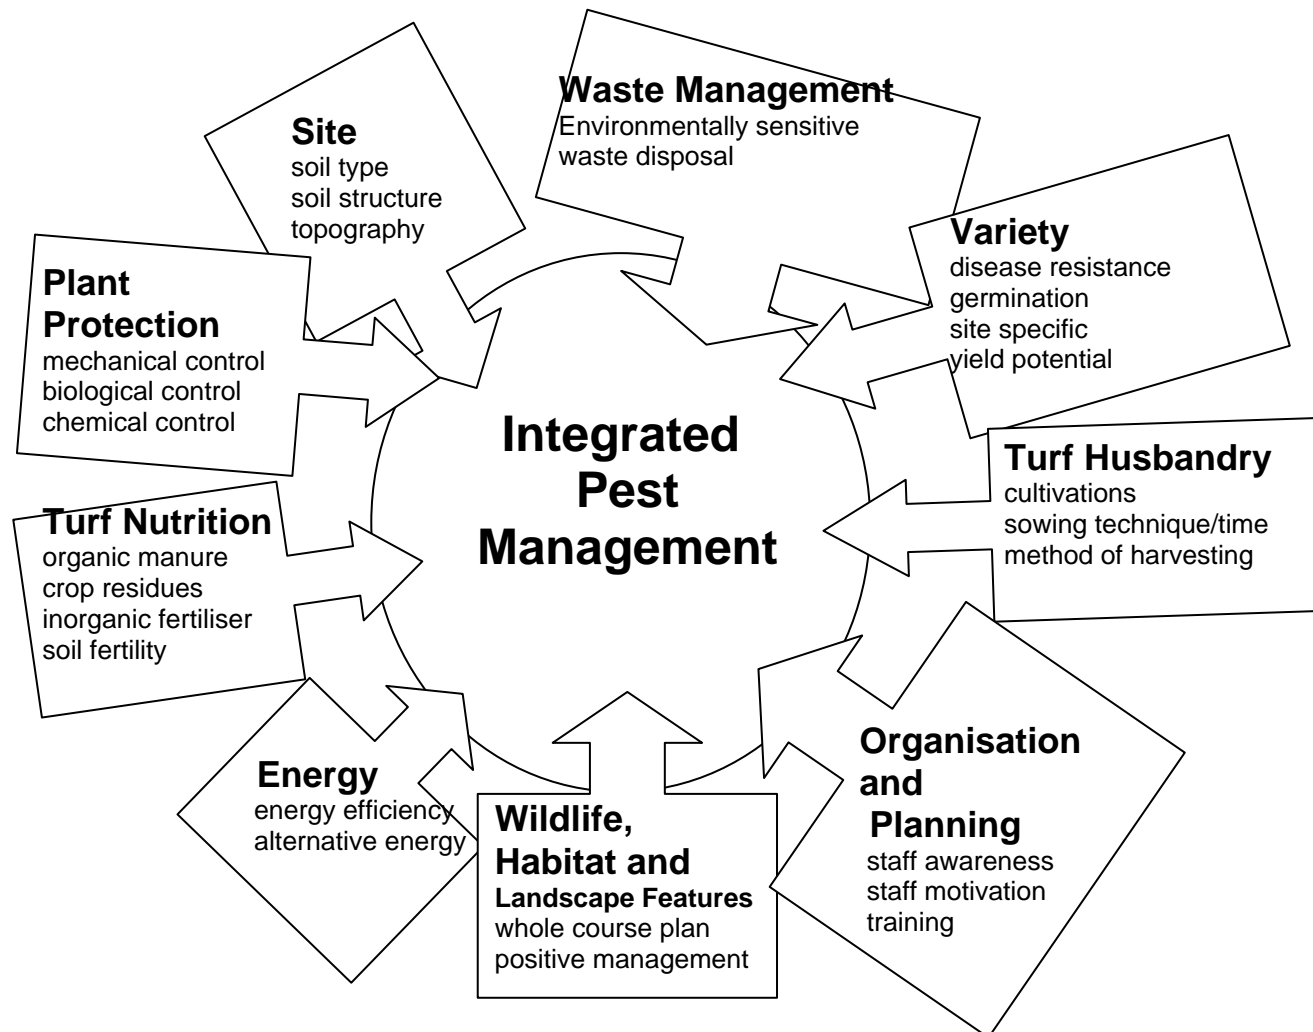 Waste Management
Environmentally sensitive
waste disposal
Site
soil type
soil structure
topography
Variety
disease resistance
germination
site specific
yield potential
Plant
Protection
mechanical control
biological control
chemical control
Integrated
Pest
Management
Turf Husbandry
cultivations
sowing technique/time
method of harvesting
Turf Nutrition
organic manure
crop residues
inorganic fertiliser
soil fertility
Organisation
and
Planning
staff awareness
staff motivation
training
Energy
energy efficiency
alternative energy
Wildlife,
Habitat and
Landscape Features
whole course plan
positive management